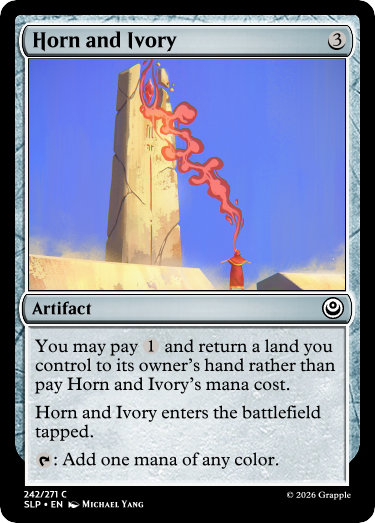 Horn and Ivory 3
Artifact
You may pay 1 and return a land you
control to its owner's hand rather than
pay Horn and Ivory's mana cost.
Horn and Ivory enters the battlefield
tapped.
: Add one mana of any color.
242/271 C
SLP • EN Michael Yang
© 2026 Grapple